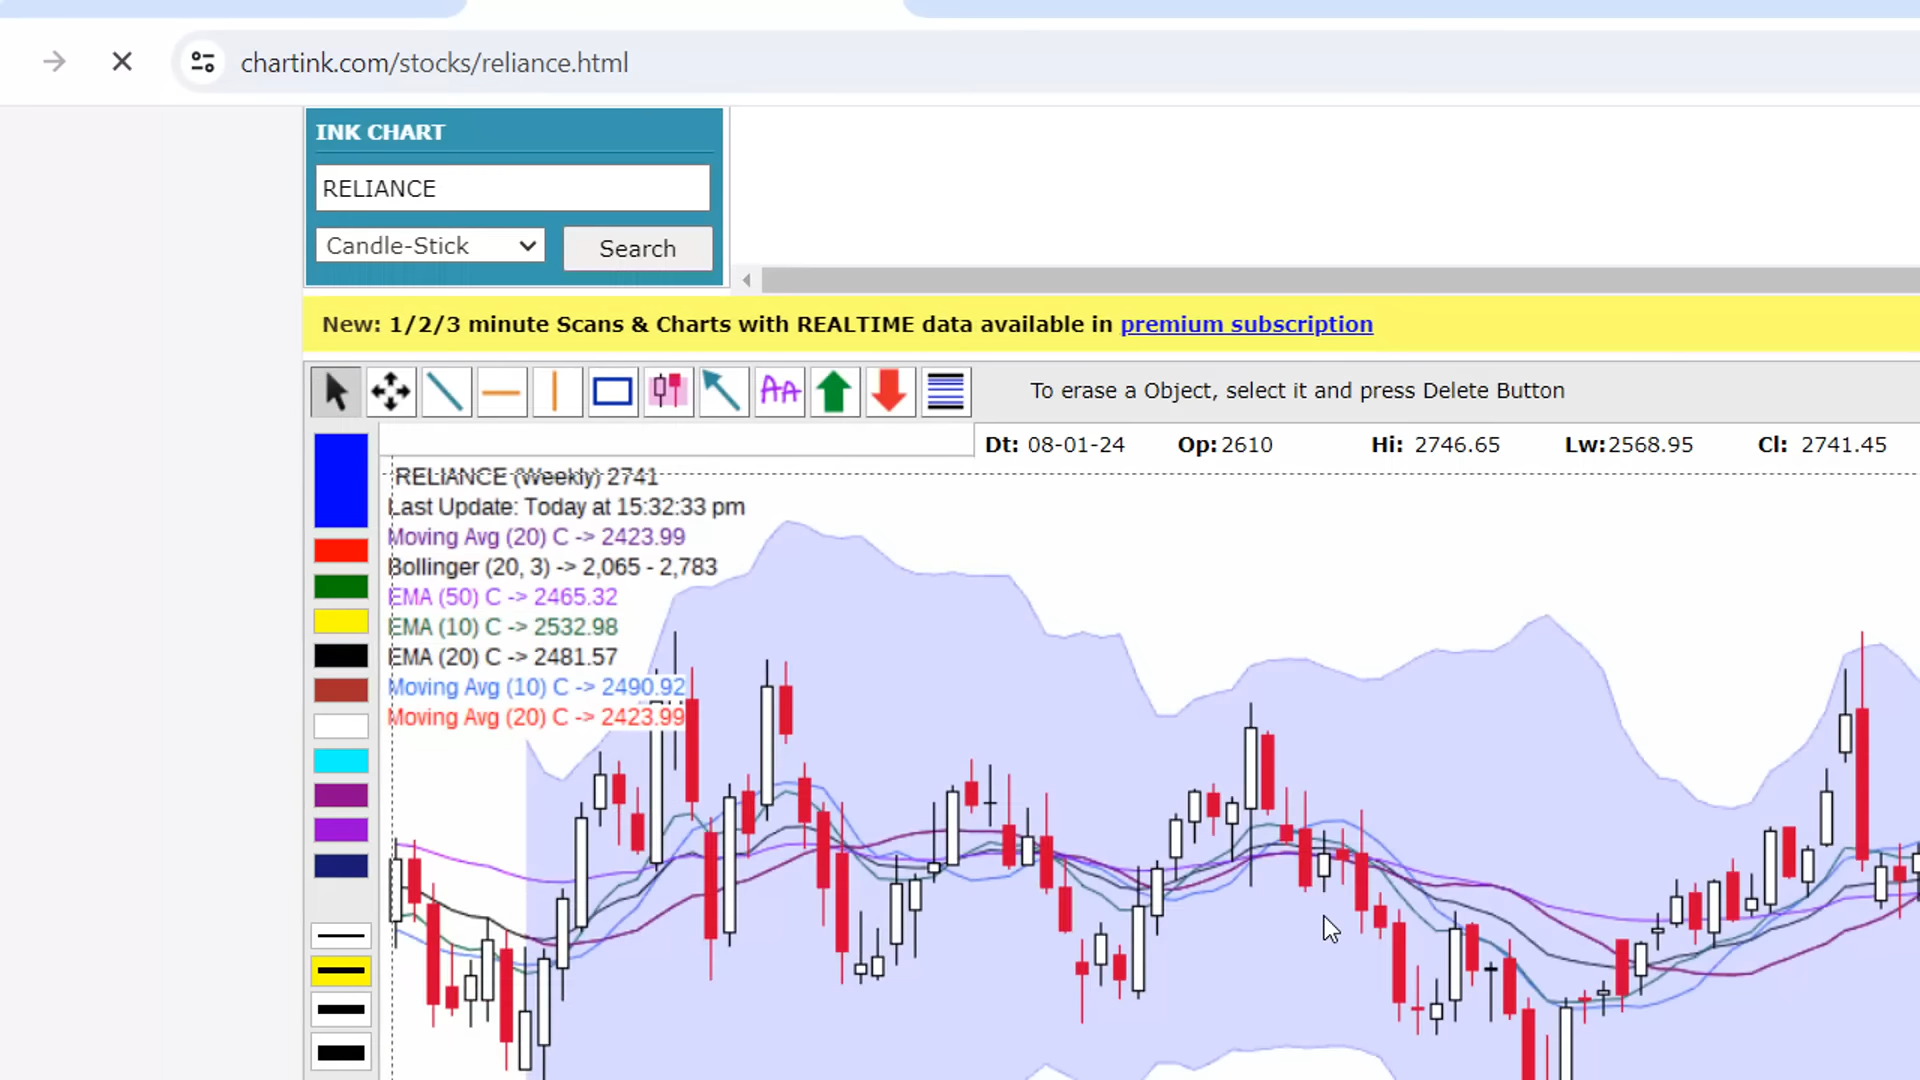 chartink.com/stocks/reliance.html
INK CHART
RELIANCE
Candle-Stick
Search
New: 1/2/3 minute Scans & Charts with REALTIME data available in premium subscription
AA
To erase a Object, select it and press Delete Button
Dt: 08-01-24 Op:2610 Hi: 2746.65 Lw:2568.95 Cl: 2741.45
RELIANCE (Weekly) 2741
Last Update: Today at 15:32:33 pm
Moving Avg (20) C -> 2423.99
Bollinger (20, 3) -> 2,065 - 2,783
EMA (50) C -> 2465.32
EMA (10) C -> 2532.98
EMA (20) C -> 2481.57
Moving Avg (10) C -> 2490.92
Moving Avg (20) C -> 2423.99